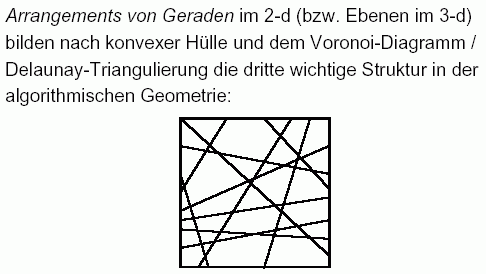 Arrangements von Geraden im 2-d (bzw. Ebenen im 3-d)
bilden nach konvexer Hülle und dem Voronoi-Diagramm /
Delaunay-Triangulierung die dritte wichtige Struktur in der
algorithmischen Geometrie: